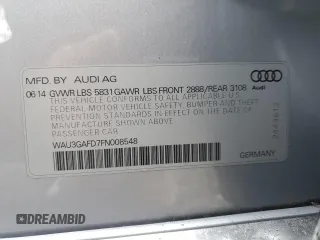 MFD. BY AUDI AG
Audi
06 14 GVWR LBS 5831 GAWR LBS FRONT 2888/REAR 3108
THIS VEHICLE CONFORMS TO ALL APPLICABLE U.S.
FEDERAL MOTOR VEHICLE SAFETY, BUMPER AND THEFT
PREVENTION STANDARDS IN EFFECT ON THE DATE
OF MANUFACTURE SHOWN ABOVE.
PASSENGER CAR
WAU3GAFD7FN008548
GERMANY
DREAMBID